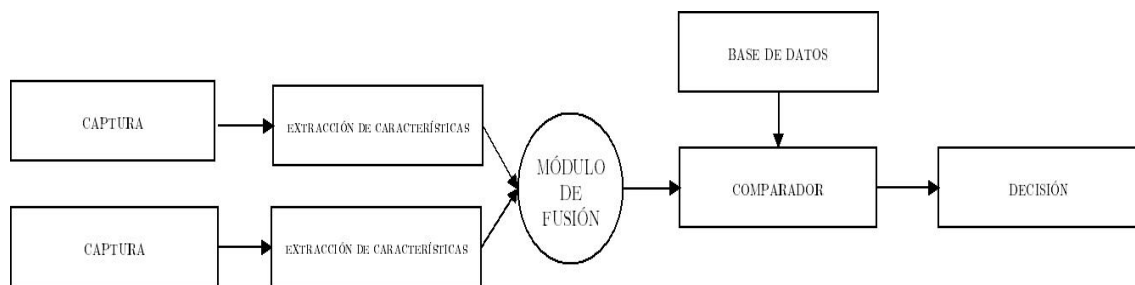 BASE DE DATOS
CAPTURA
EXTRACCIÓN DE CARACTERÍSTICAS
MÓDULO
DE
FUSIÓN
COMPARADOR
DECISIÓN
CAPTURA
EXTRACCIÓN DE CARACTERÍSTICAS